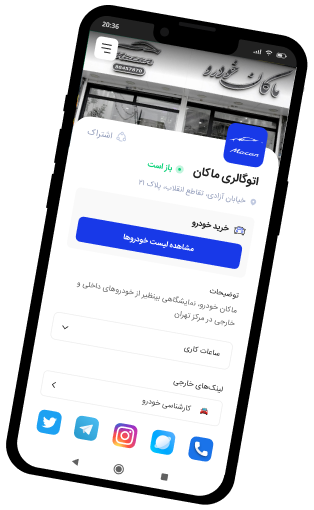 20:36
ماکان خودرو
Macan
88457870
Macan
اشتراک
اتوگالری ماکان
باز است
خیابان آزادی، تقاطع انقلاب، پلاک ۲۱
خرید خودرو
مشاهده لیست خودروها
توضیحات
ماکان خودرو، نمایشگاهی بینظیر از خودروهای داخلی و
خارجی در مرکز تهران
ساعات کاری
لینک‌های خارجی
کارشناسی خودرو